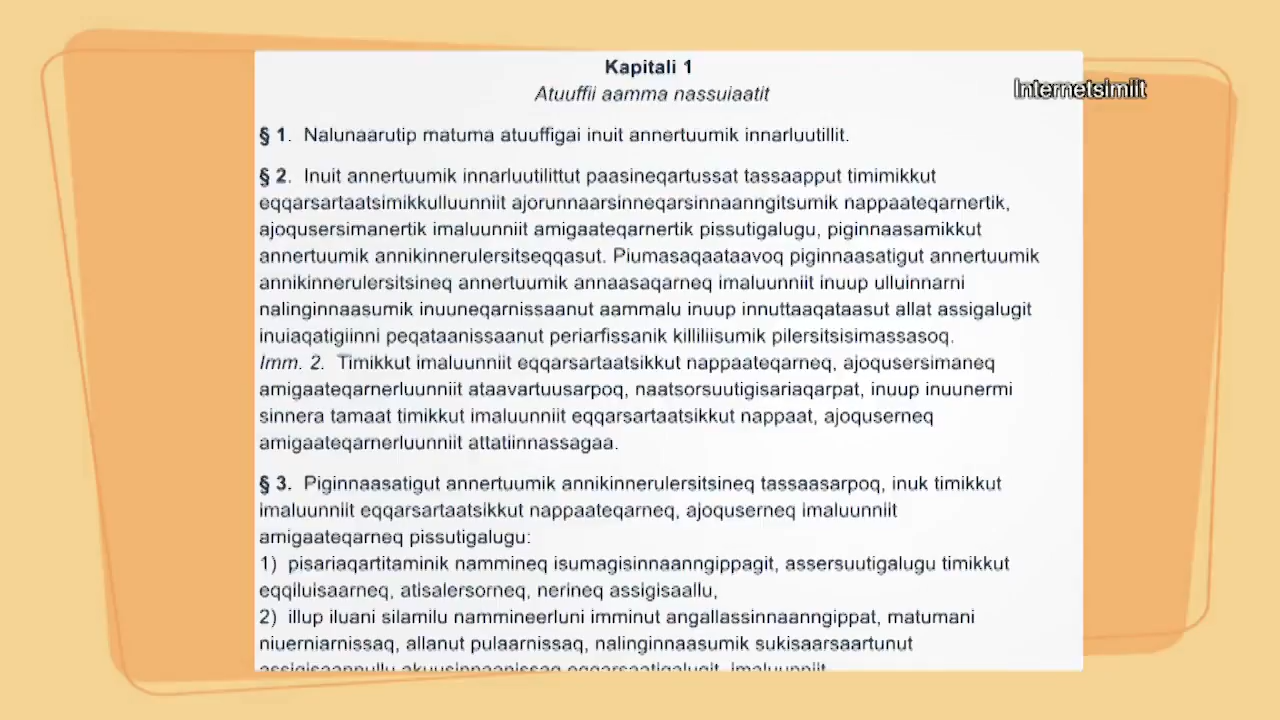 Kapitali 1
Atuuffii aamma nassuiaatit
Internetsimiit
§ 1. Nalunaarutip matuma atuuffigai inuit annertuumik innarluutillit.
§ 2. Inuit annertuumik innarluutilittut paasineqartussat tassaapput timimikkut
eqqarsartaatsimikkulluunniit ajorunnaarsinneqarsinnaanngitsumik nappaateqarnertik,
ajoqusersimanertik imaluunniit amigaateqarnertik pissutigalugu, piginnaasamikkut
annertuumik annikinnerulersitseqqasut. Piumasaqaataavoq piginnaasatigut annertuumik
annikinnerulersitsineq annertuumik annaasaqarneq imaluunniit inuup ulluinnarni
nalinginnaasumik inuuneqarnissaanut aammalu inuup innuttaaqataasut allat assigalugit
inuiaqatigiinni peqataanissaanut periarfissanik killiliisumik pilersitsisimassasoq.
Imm. 2. Timikkut imaluunniit eqqarsartaatsikkut nappaateqarneq, ajoqusersimaneq
amigaateqarnerluunniit ataavartuusarpoq, naatsorsuutigisariaqarpat, inuup inuunermi
sinnera tamaat timikkut imaluunniit eqqarsartaatsikkut nappaat, ajoquserneq
amigaateqarnerluunniit attatiinnassagaa.
§ 3. Piginnaasatigut annertuumik annikinnerulersitsineq tassaasarpoq, inuk timikkut
imaluunniit eqqarsartaatsikkut nappaateqarneq, ajoquserneq imaluunniit
amigaateqarneq pissutigalugu:
1) pisariaqartitaminik nammineq isumagisinnaanngippagit, assersuutigalugu timikkut
eqqiluisaarneq, atisalersorneq, nerineq assigisaallu,
2) illup iluani silamilu nammineerluni imminut angallassinnaanngippat, matumani
niuerniarnissaq, allanut pulaarnissaq, nalinginnaasumik sukisaarsaartunut